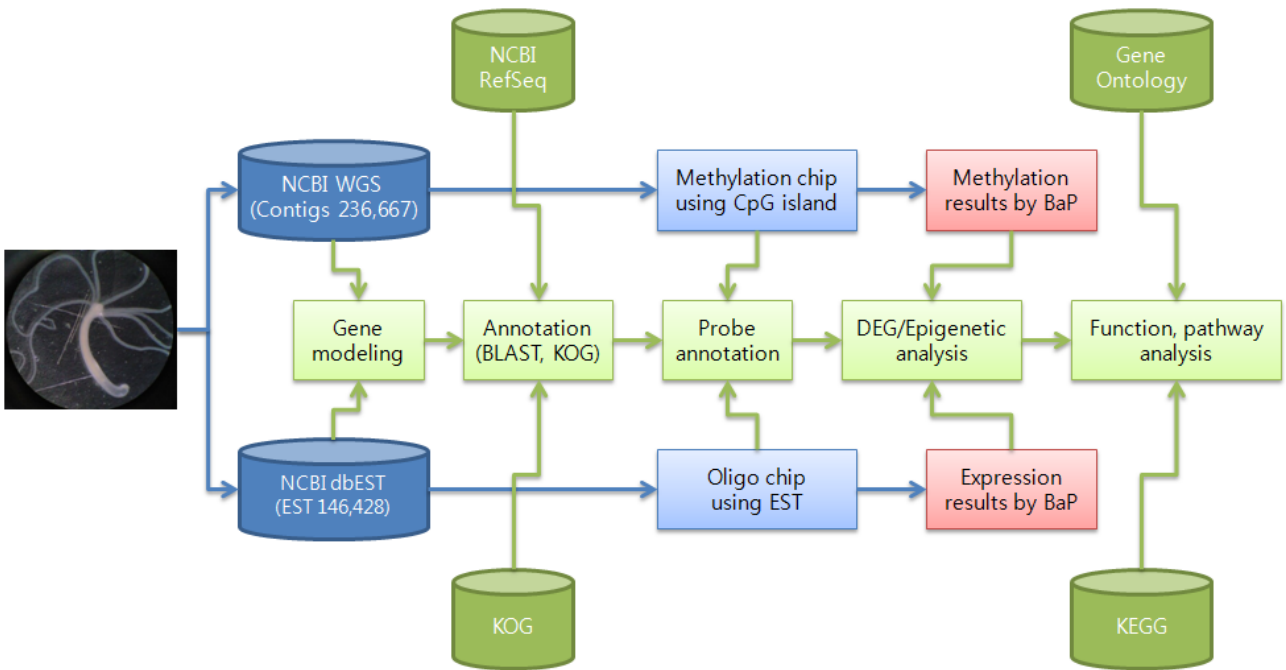 NCBI
RefSeq
Gene
Ontology
NCBI WGS
(Contigs 236,667)
Methylation chip
using CpG island
Methylation
results by BaP
Gene
modeling
Annotation
(BLAST, KOG)
Probe
annotation
DEG/Epigenetic
analysis
Function, pathway
analysis
NCBI dbEST
(EST 146,428)
Oligo chip
using EST
Expression
results by BaP
KOG
KEGG